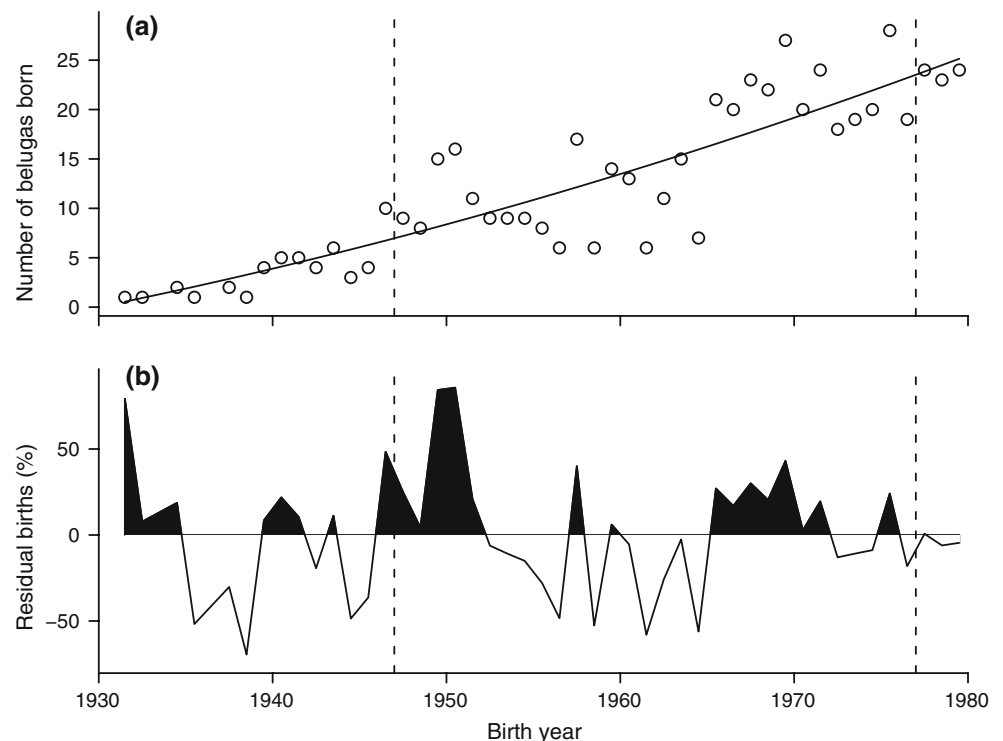 (a)
Number of belugas born
25
20
15
10
5
0
(b)
Residual births (%)
50
0
−50
1930 1940 1950 1960 1970 1980
Birth year